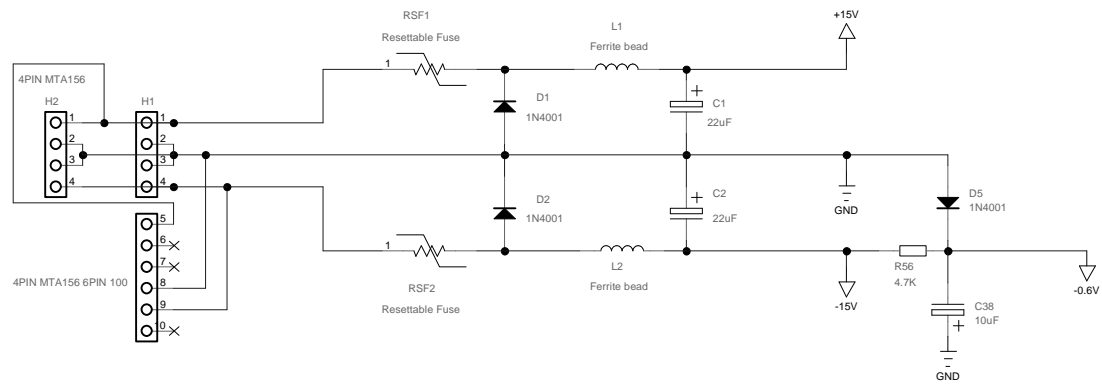 RSF1
Resettable Fuse
L1
Ferrite bead
+15V
4PIN MTA156
H2
H1
1
1
1
D1
1N4001
+
C1
22uF
2
2
3
3
4
4
D2
1N4001
+
C2
22uF
GND
D5
1N4001
5
6
7
8
9
10
4PIN MTA156 6PIN 100
1
RSF2
Resettable Fuse
L2
Ferrite bead
-15V
R56
4.7K
-0.6V
C38
10uF
+
GND